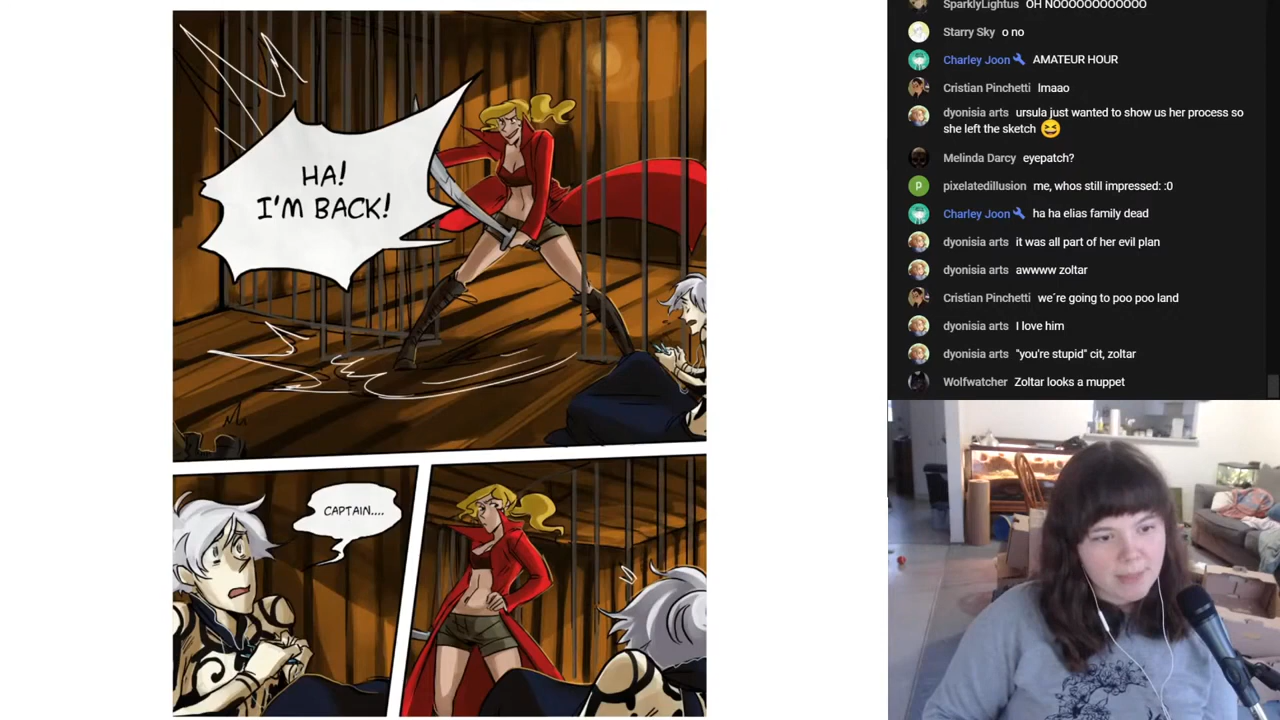 HA!
I'M BACK!
CAPTAIN....
SparklyLightus OH NOOOOOOOOOOO
Starry Sky o no
Charley Joon AMATEUR HOUR
Cristian Pinchetti lmaao
dyonisia arts ursula just wanted to show us her process so
she left the sketch 😆
Melinda Darcy eyepatch?
p
pixelatedillusion me, whos still impressed: :0
Charley Joon ha ha elias family dead
dyonisia arts it was all part of her evil plan
dyonisia arts awwww zoltar
Cristian Pinchetti we´re going to poo poo land
dyonisia arts I love him
dyonisia arts "you're stupid" cit, zoltar
Wolfwatcher Zoltar looks a muppet